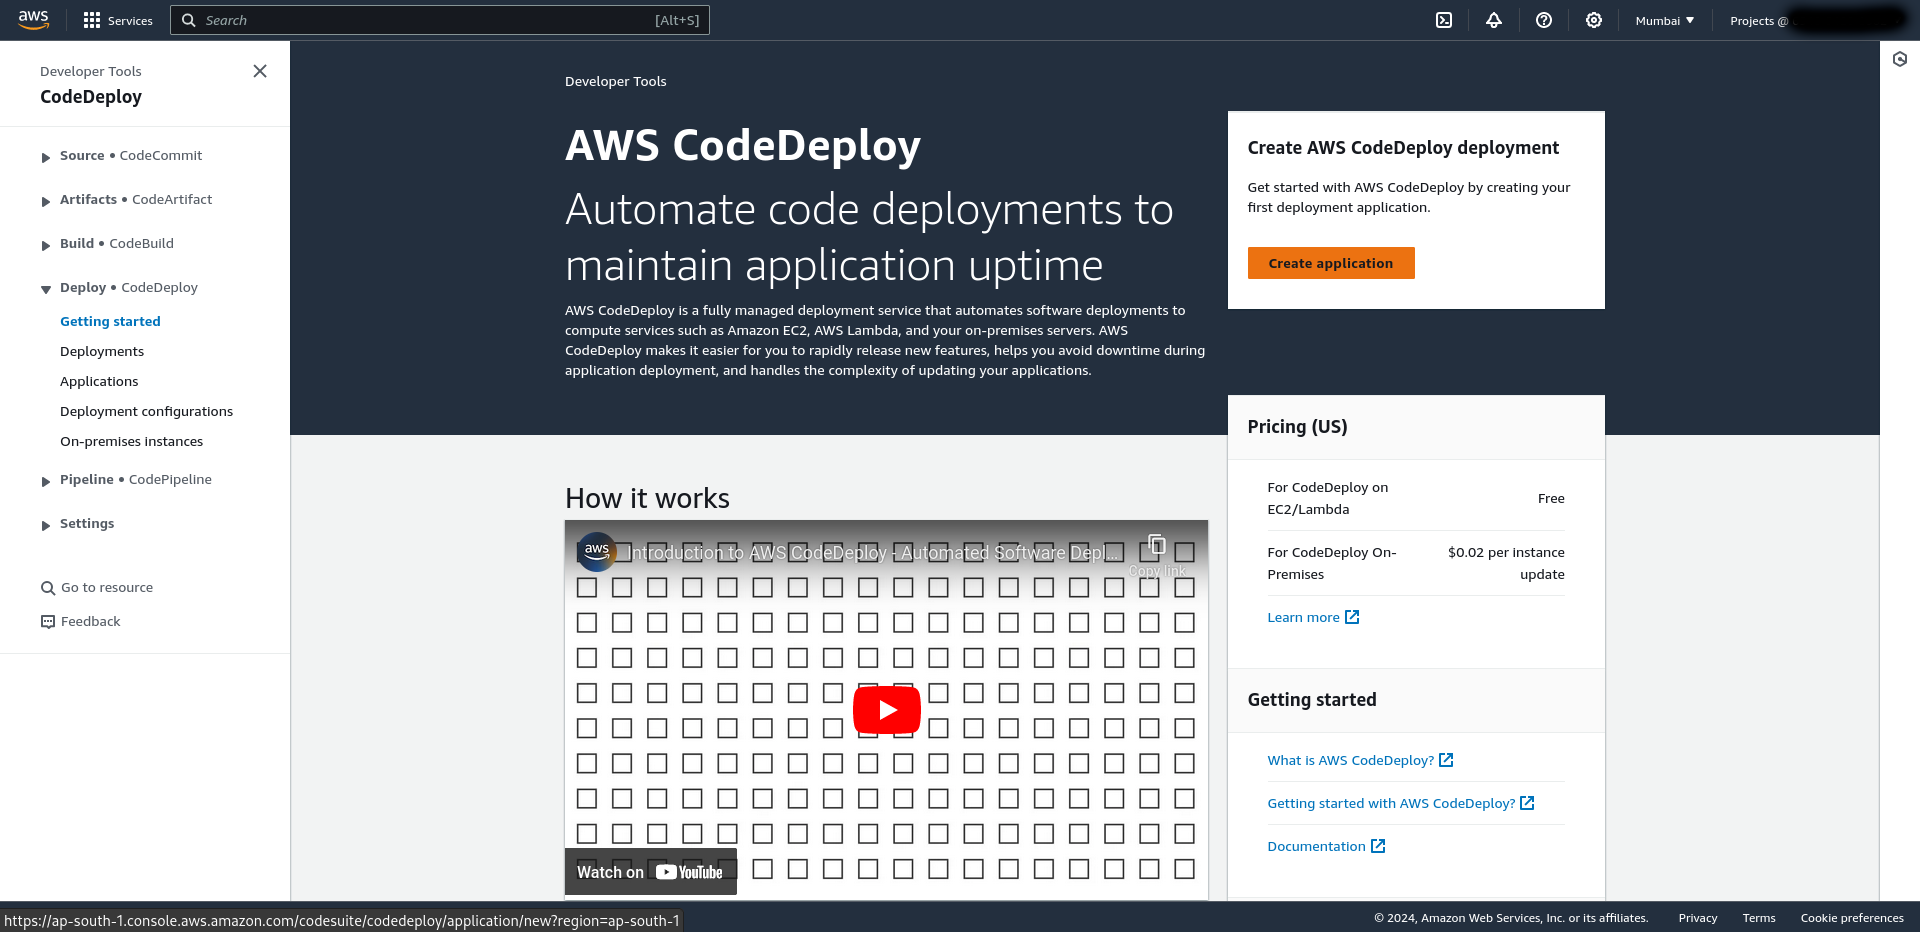 aws
Services
Search [Alt+S]
Mumbai
Projects @
Developer Tools
CodeDeploy
Source • CodeCommit
Artifacts • CodeArtifact
Build • CodeBuild
Deploy • CodeDeploy
Getting started
Deployments
Applications
Deployment configurations
On-premises instances
Pipeline • CodePipeline
Settings
Go to resource
Feedback
Developer Tools
AWS CodeDeploy
Automate code deployments to
maintain application uptime
AWS CodeDeploy is a fully managed deployment service that automates software deployments to
compute services such as Amazon EC2, AWS Lambda, and your on-premises servers. AWS
CodeDeploy makes it easier for you to rapidly release new features, helps you avoid downtime during
application deployment, and handles the complexity of updating your applications.
Create AWS CodeDeploy deployment
Get started with AWS CodeDeploy by creating your
first deployment application.
Create application
How it works
aws
Introduction to AWS CodeDeploy - Automated Software Depl...
Copy link
Watch on YouTube
Pricing (US)
For CodeDeploy on
EC2/Lambda
Free
For CodeDeploy On-
Premises
$0.02 per instance
update
Learn more
Getting started
What is AWS CodeDeploy?
Getting started with AWS CodeDeploy?
Documentation
https://ap-south-1.console.aws.amazon.com/codesuite/codedeploy/application/new?region=ap-south-1
© 2024, Amazon Web Services, Inc. or its affiliates.
Privacy
Terms
Cookie preferences